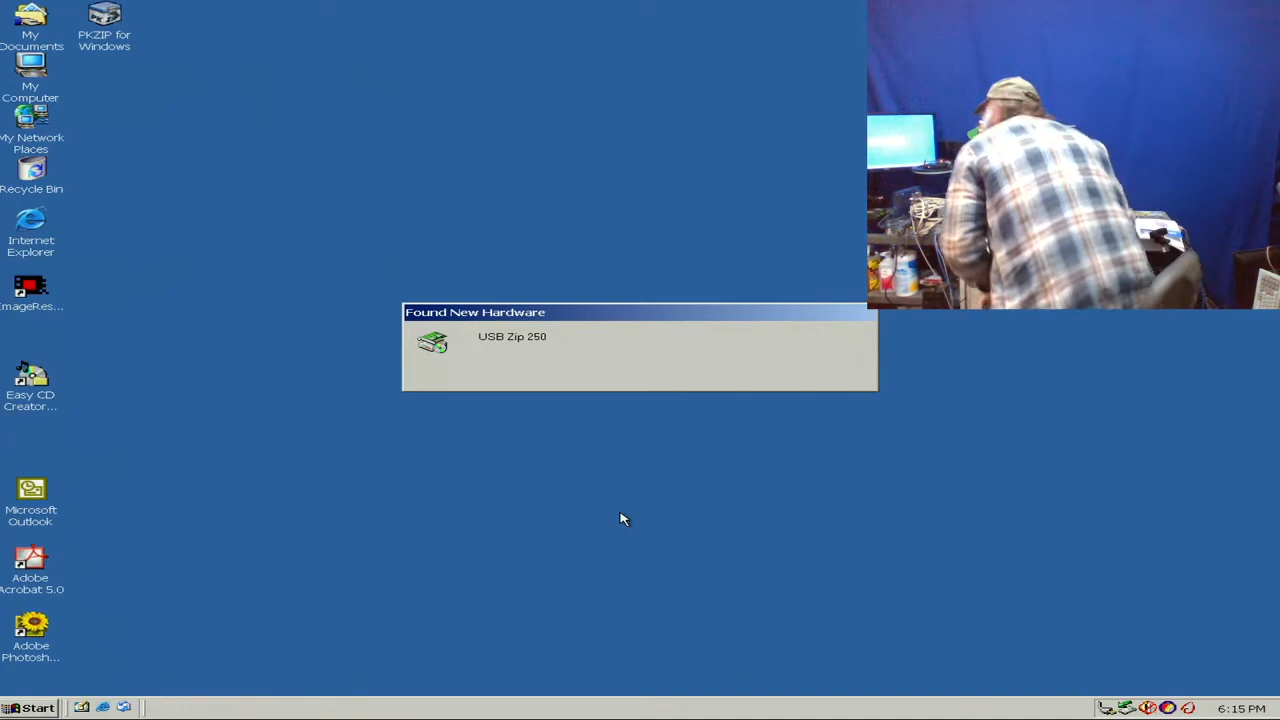 My
Documents
PKZIP for
Windows
My
Computer
My Network
Places
Recycle Bin
Internet
Explorer
ImageRes...
Easy CD
Creator...
Microsoft
Outlook
Adobe
Acrobat 5.0
Adobe
Photosh...
Found New Hardware
USB Zip 250
Start
6:15 PM